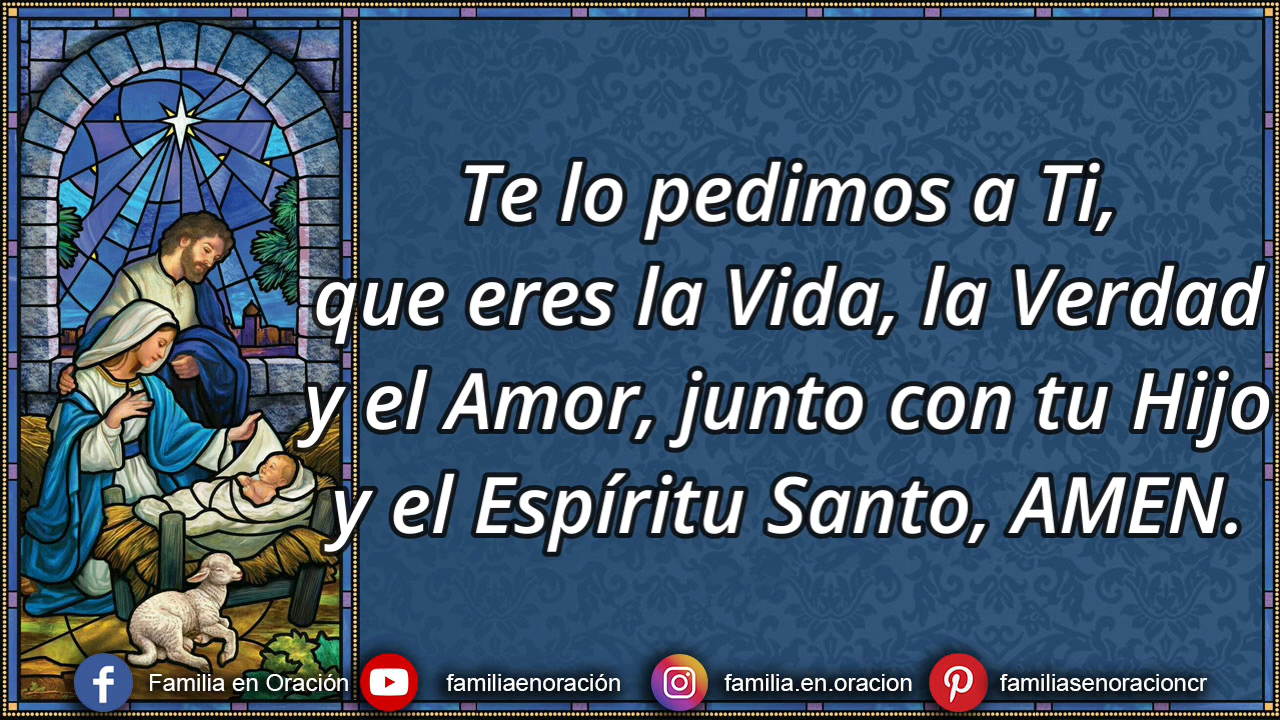 Te lo pedimos a Ti,
que eres la Vida, la Verdad
y el Amor, junto con tu Hijo
y el Espíritu Santo, AMEN.
Familia en Oración familiaenoración familia.en.oracion familiasenoracioncr